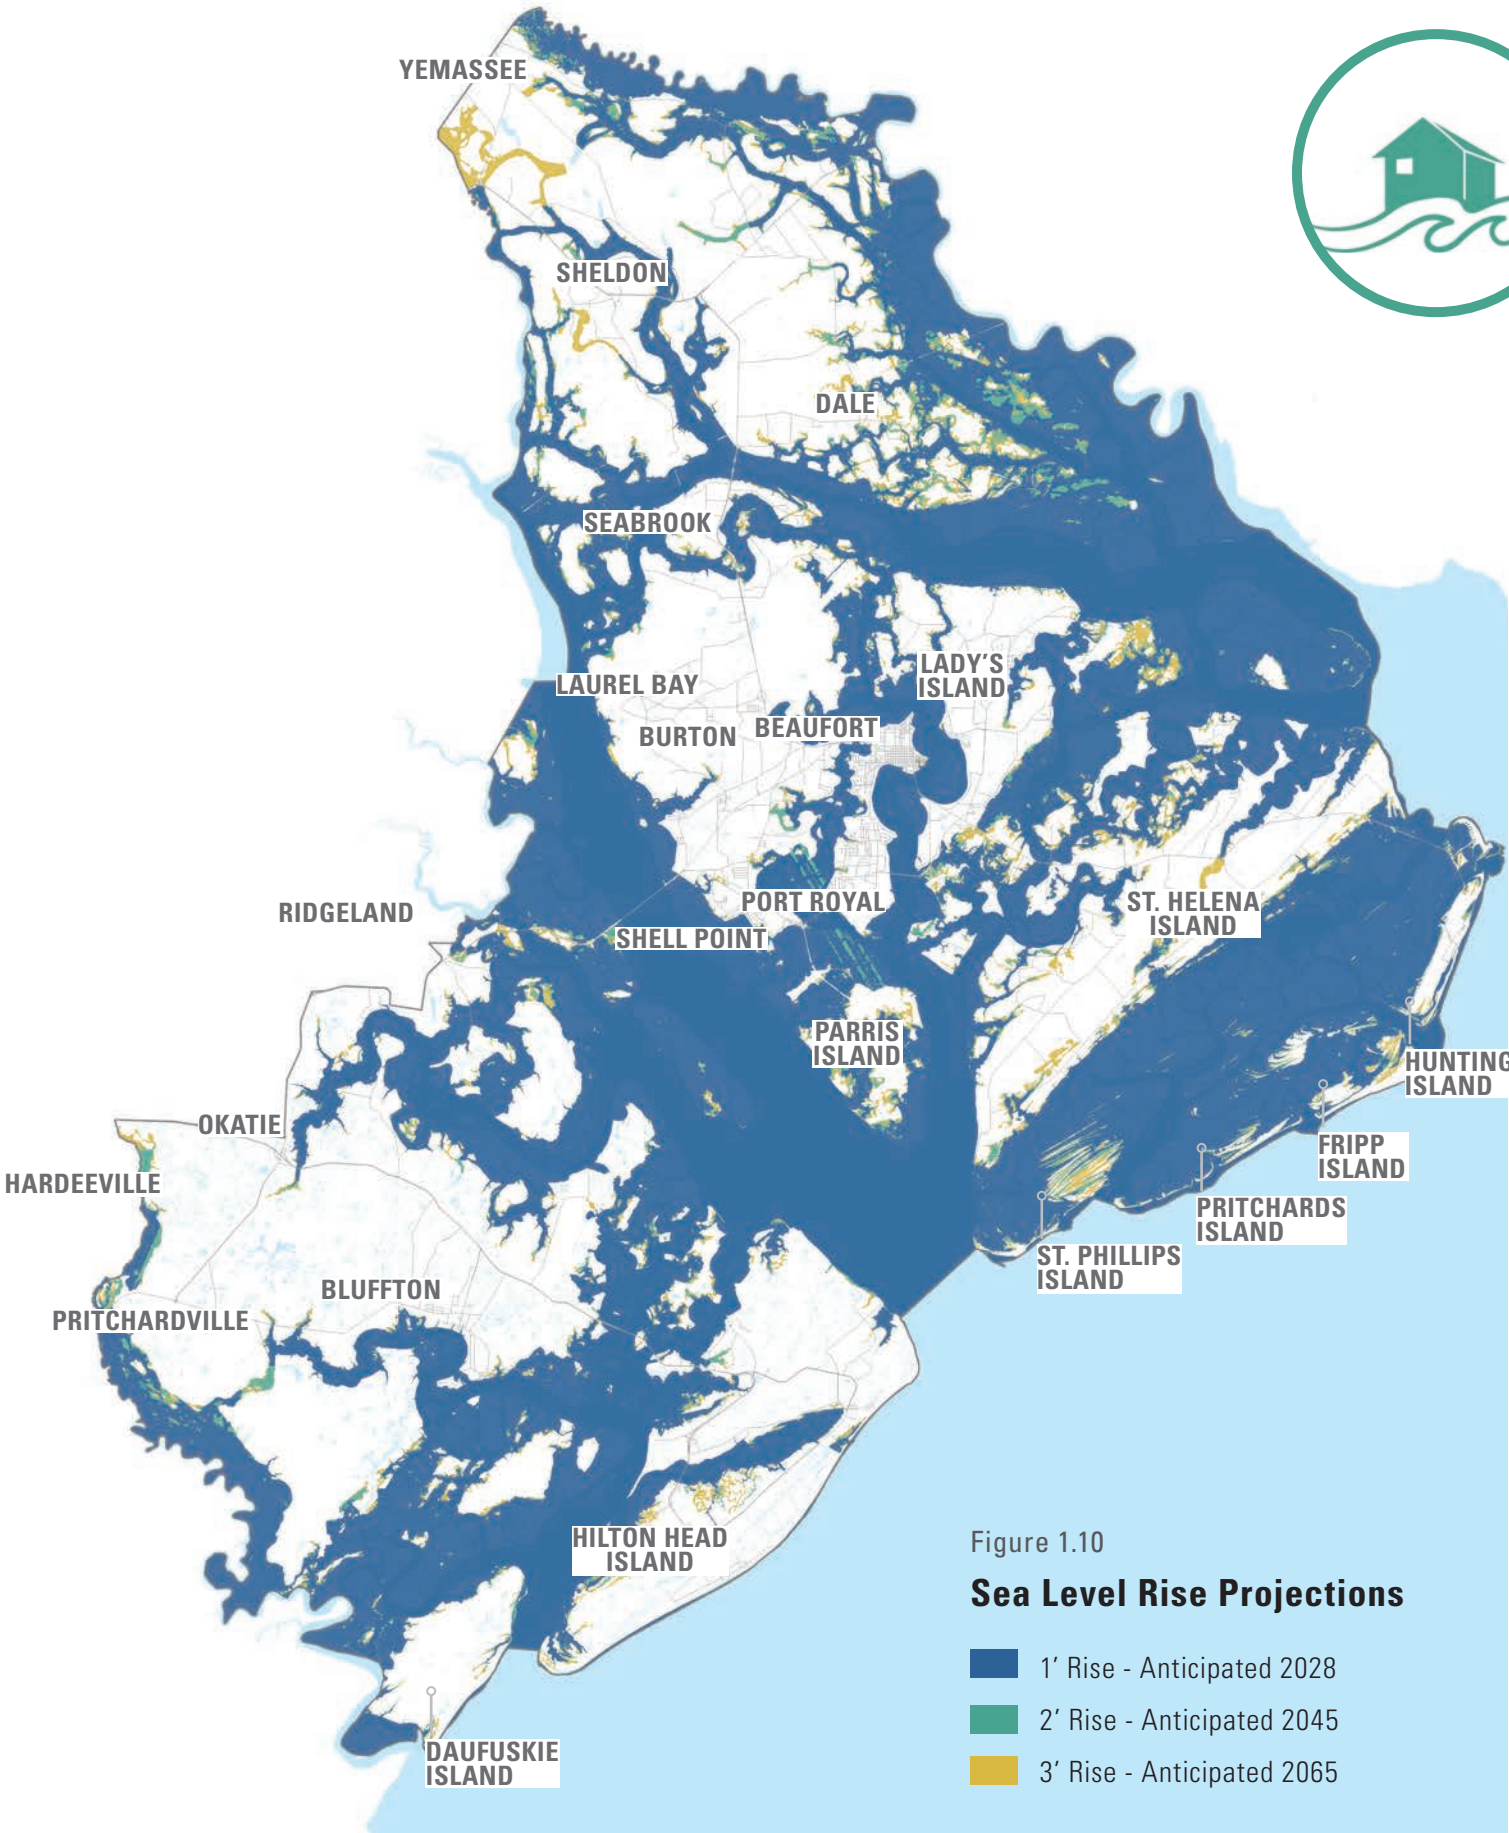 YEMASSEE
SHELDON
DALE
SEABROOK
LADY'S
ISLAND
LAUREL BAY
BURTON
BEAUFORT
RIDGELAND
PORT ROYAL
SHELL POINT
ST. HELENA
ISLAND
PARRIS
ISLAND
HUNTING
ISLAND
OKATIE
HARDEEVILLE
FRIPP
ISLAND
PRITCHARDS
ISLAND
ST. PHILLIPS
ISLAND
BLUFFTON
PRITCHARDVILLE
HILTON HEAD
ISLAND
DAUFUSKIE
ISLAND
Figure 1.10
Sea Level Rise Projections
1’ Rise - Anticipated 2028
2’ Rise - Anticipated 2045
3’ Rise - Anticipated 2065